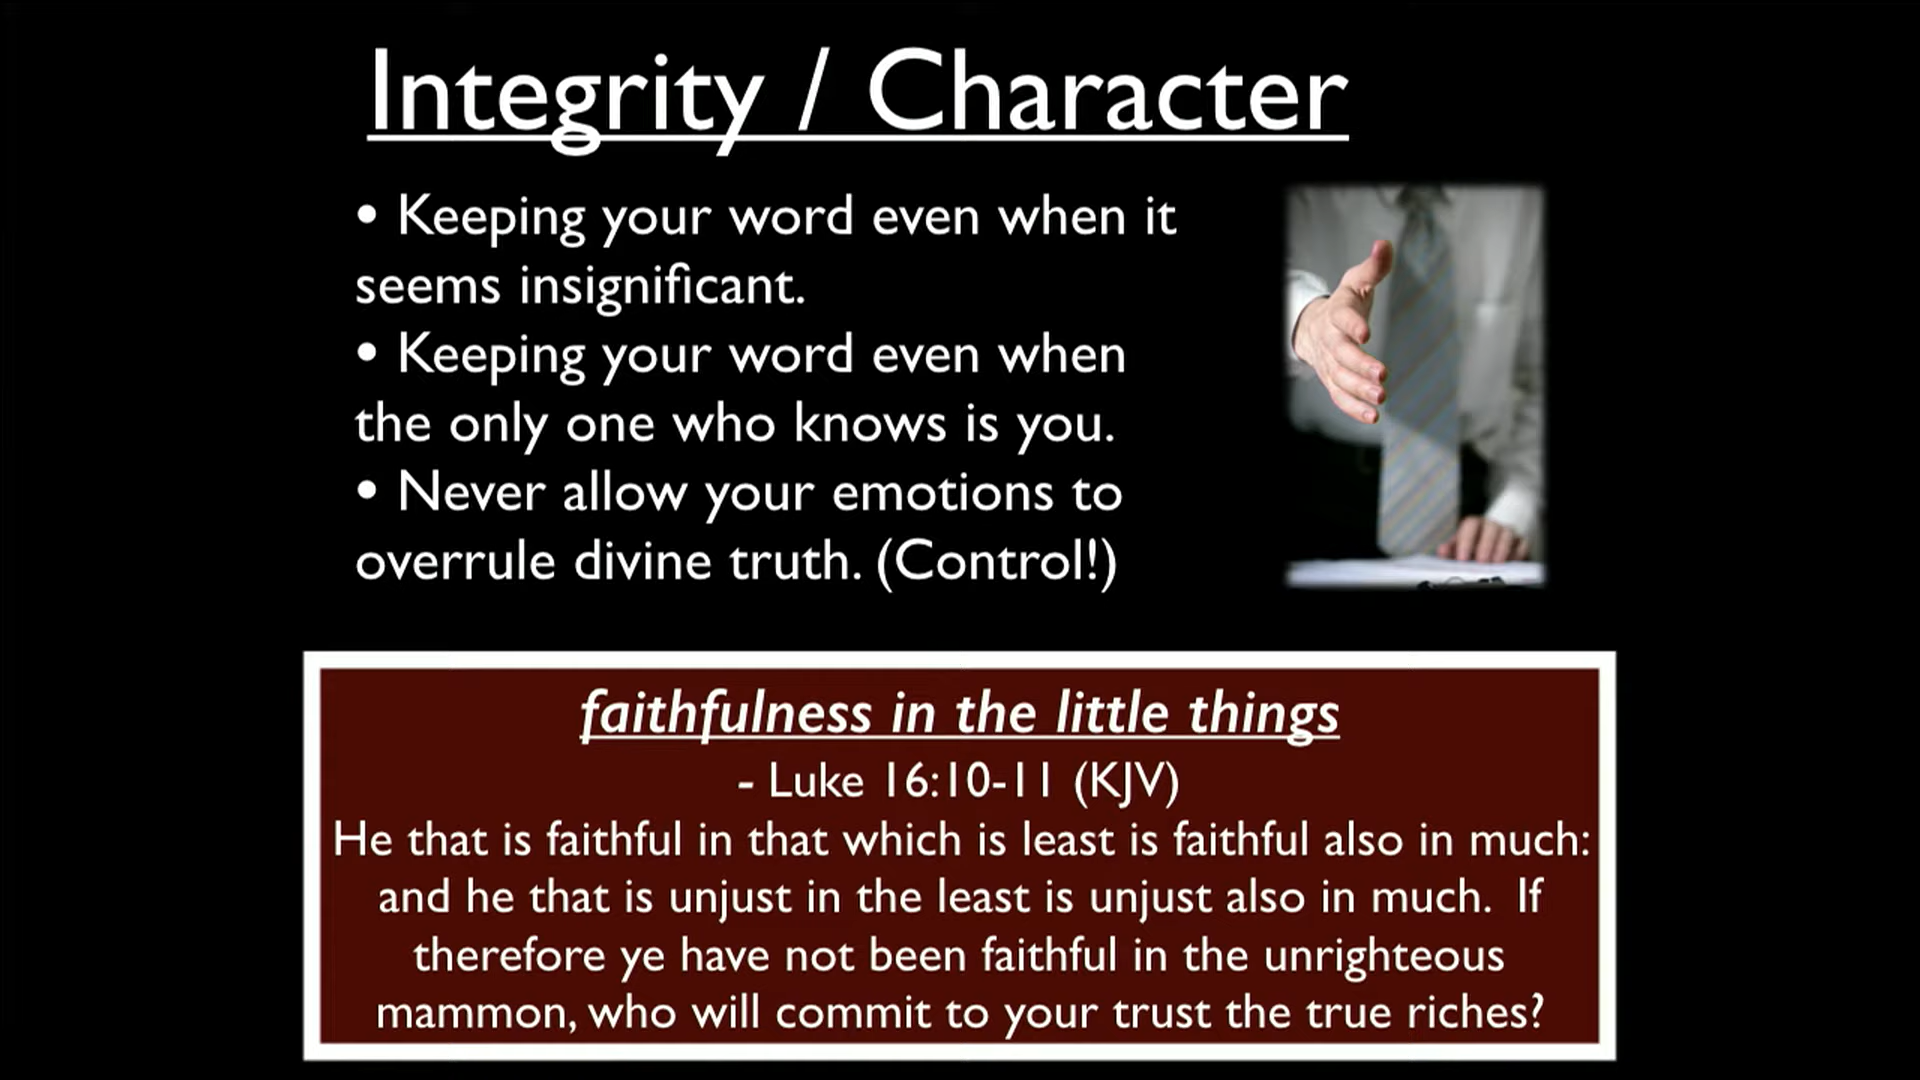 Integrity / Character
• Keeping your word even when it
seems insignificant.
• Keeping your word even when
the only one who knows is you.
• Never allow your emotions to
overrule divine truth. (Control!)
faithfulness in the little things
- Luke 16:10-11 (KJV)
He that is faithful in that which is least is faithful also in much:
and he that is unjust in the least is unjust also in much.  If
therefore ye have not been faithful in the unrighteous
mammon, who will commit to your trust the true riches?